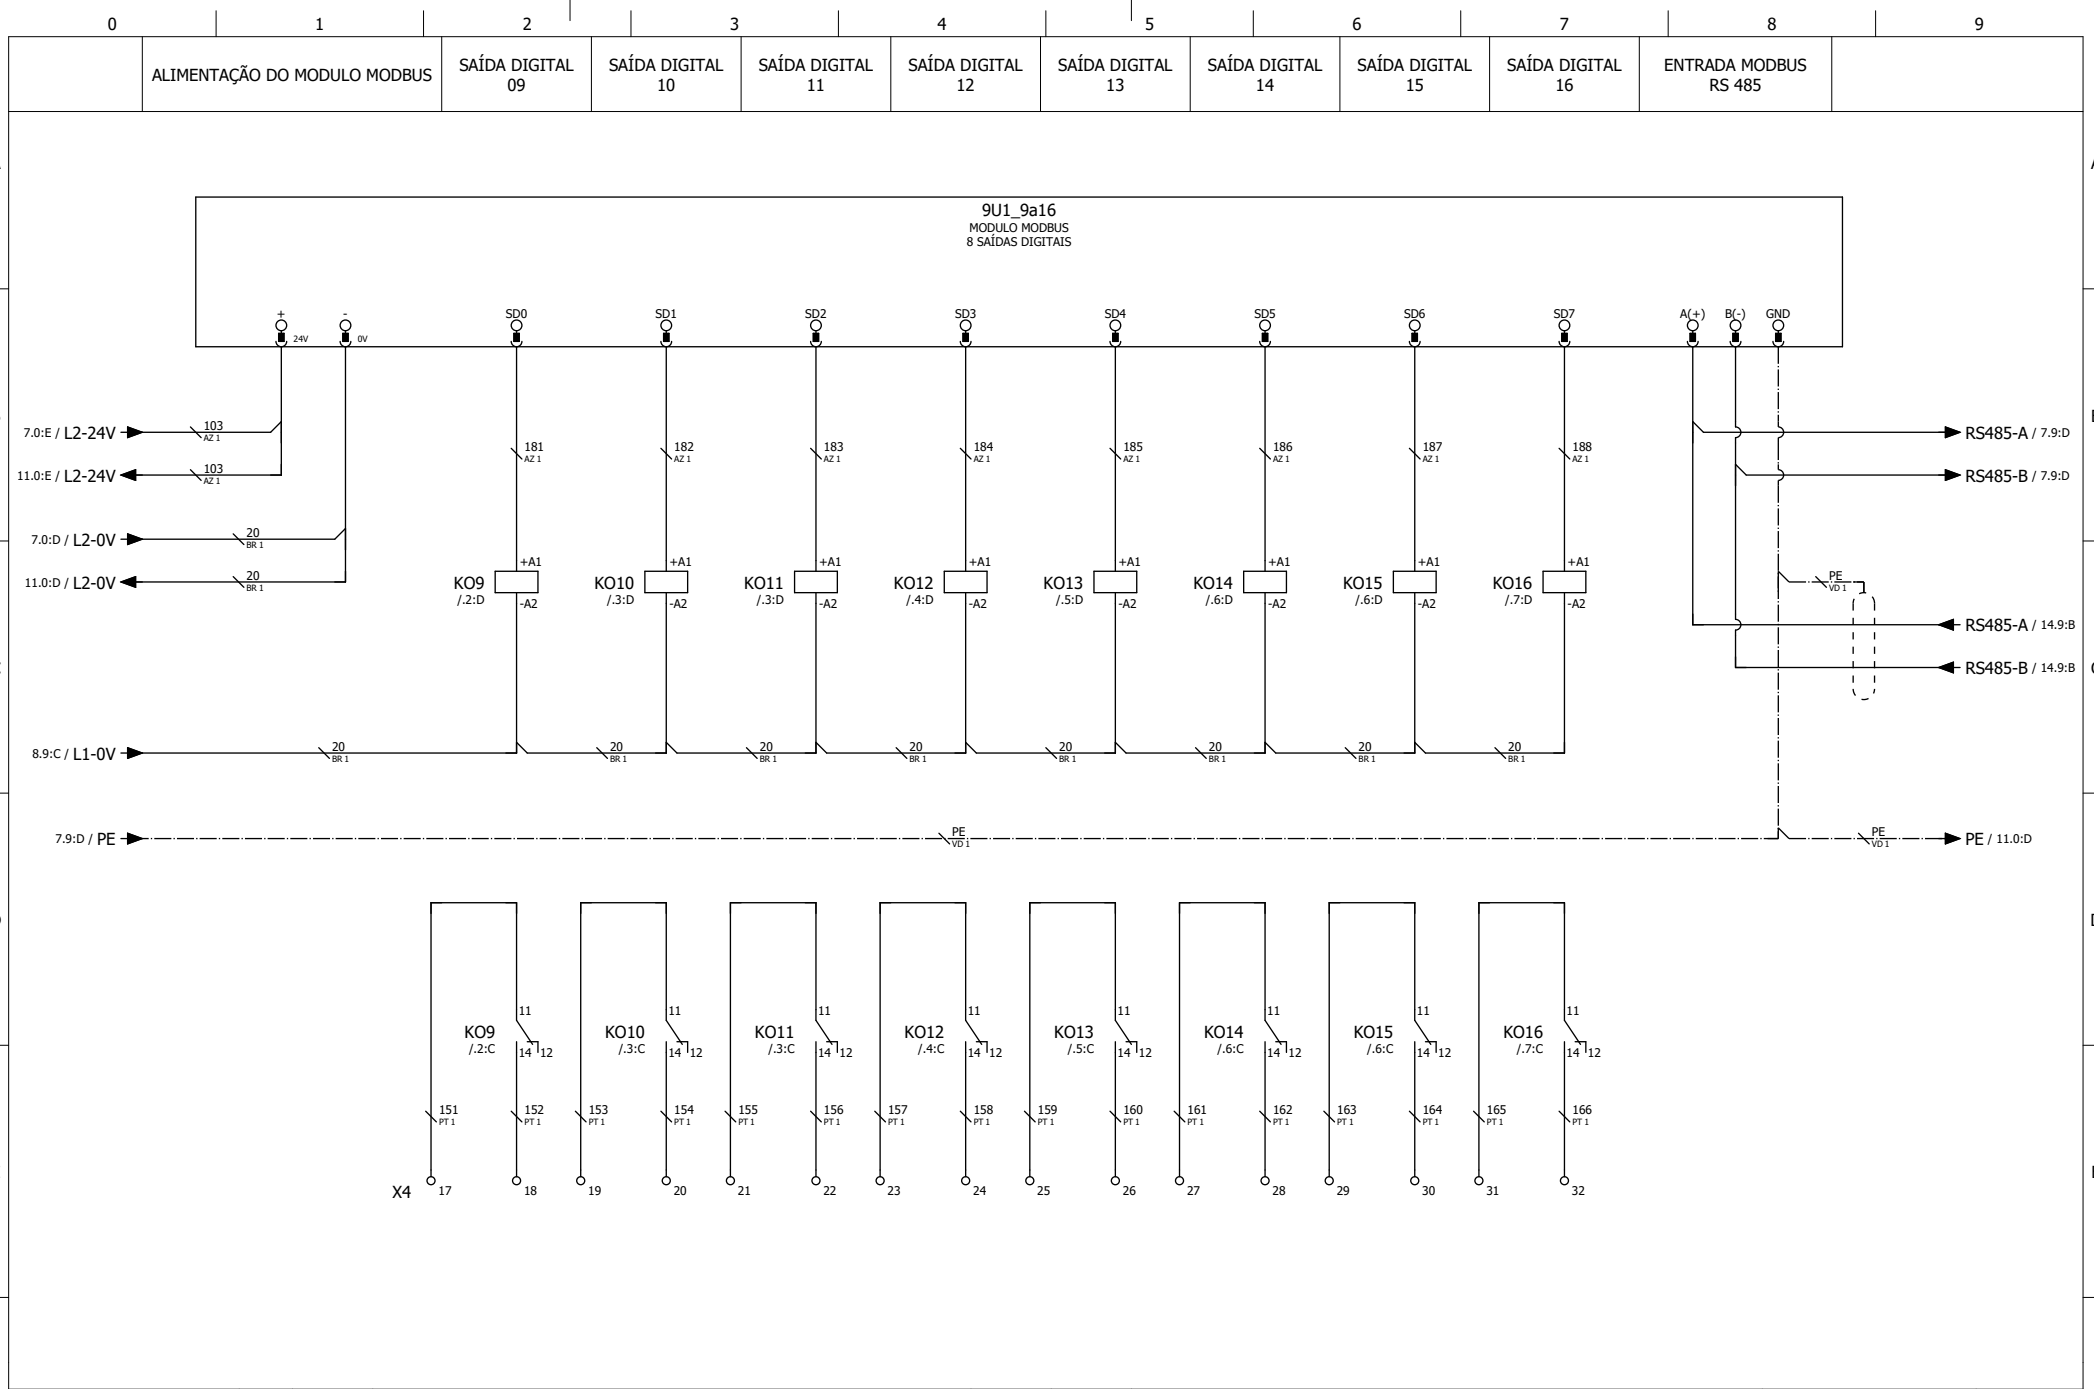 0 1 2 3 4 5 6 7 8 9
ALIMENTAÇÃO DO MODULO MODBUS
SAÍDA DIGITAL
09
SAÍDA DIGITAL
10
SAÍDA DIGITAL
11
SAÍDA DIGITAL
12
SAÍDA DIGITAL
13
SAÍDA DIGITAL
14
SAÍDA DIGITAL
15
SAÍDA DIGITAL
16
ENTRADA MODBUS
RS 485
9U1_9a16
MODULO MODBUS
8 SAÍDAS DIGITAIS
+ - SD0 SD1 SD2 SD3 SD4 SD5 SD6 SD7 A(+) B(-) GND
24V 0V
7.0:E / L2-24V 103 AZ 1
RS485-A / 7.9:D
181 182 183 184 185 186 187 188
AZ 1 AZ 1 AZ 1 AZ 1 AZ 1 AZ 1 AZ 1 AZ 1
11.0:E / L2-24V 103 AZ 1
RS485-B / 7.9:D
7.0:D / L2-0V 20 BR 1
11.0:D / L2-0V 20 BR 1
+A1 +A1 +A1 +A1 +A1 +A1 +A1 +A1
KO9 KO10 KO11 KO12 KO13 KO14 KO15 KO16
/.2:D /.3:D /.3:D /.4:D /.5:D /.6:D /.6:D /.7:D
-A2 -A2 -A2 -A2 -A2 -A2 -A2 -A2
PE
VD 1
RS485-A / 14.9:B
RS485-B / 14.9:B
8.9:C / L1-0V 20 20 20 20 20 20 20 20
BR 1 BR 1 BR 1 BR 1 BR 1 BR 1 BR 1 BR 1
7.9:D / PE PE VD 1 PE VD 1 PE / 11.0:D
11 11 11 11 11 11 11 11
KO9 KO10 KO11 KO12 KO13 KO14 KO15 KO16
/.2:C /.3:C /.3:C /.4:C /.5:C /.6:C /.6:C /.7:C
14 12 14 12 14 12 14 12 14 12 14 12 14 12 14 12
151 152 153 154 155 156 157 158 159 160 161 162 163 164 165 166
PT 1 PT 1 PT 1 PT 1 PT 1 PT 1 PT 1 PT 1 PT 1 PT 1 PT 1 PT 1 PT 1 PT 1 PT 1 PT 1
X4 17 18 19 20 21 22 23 24 25 26 27 28 29 30 31 32